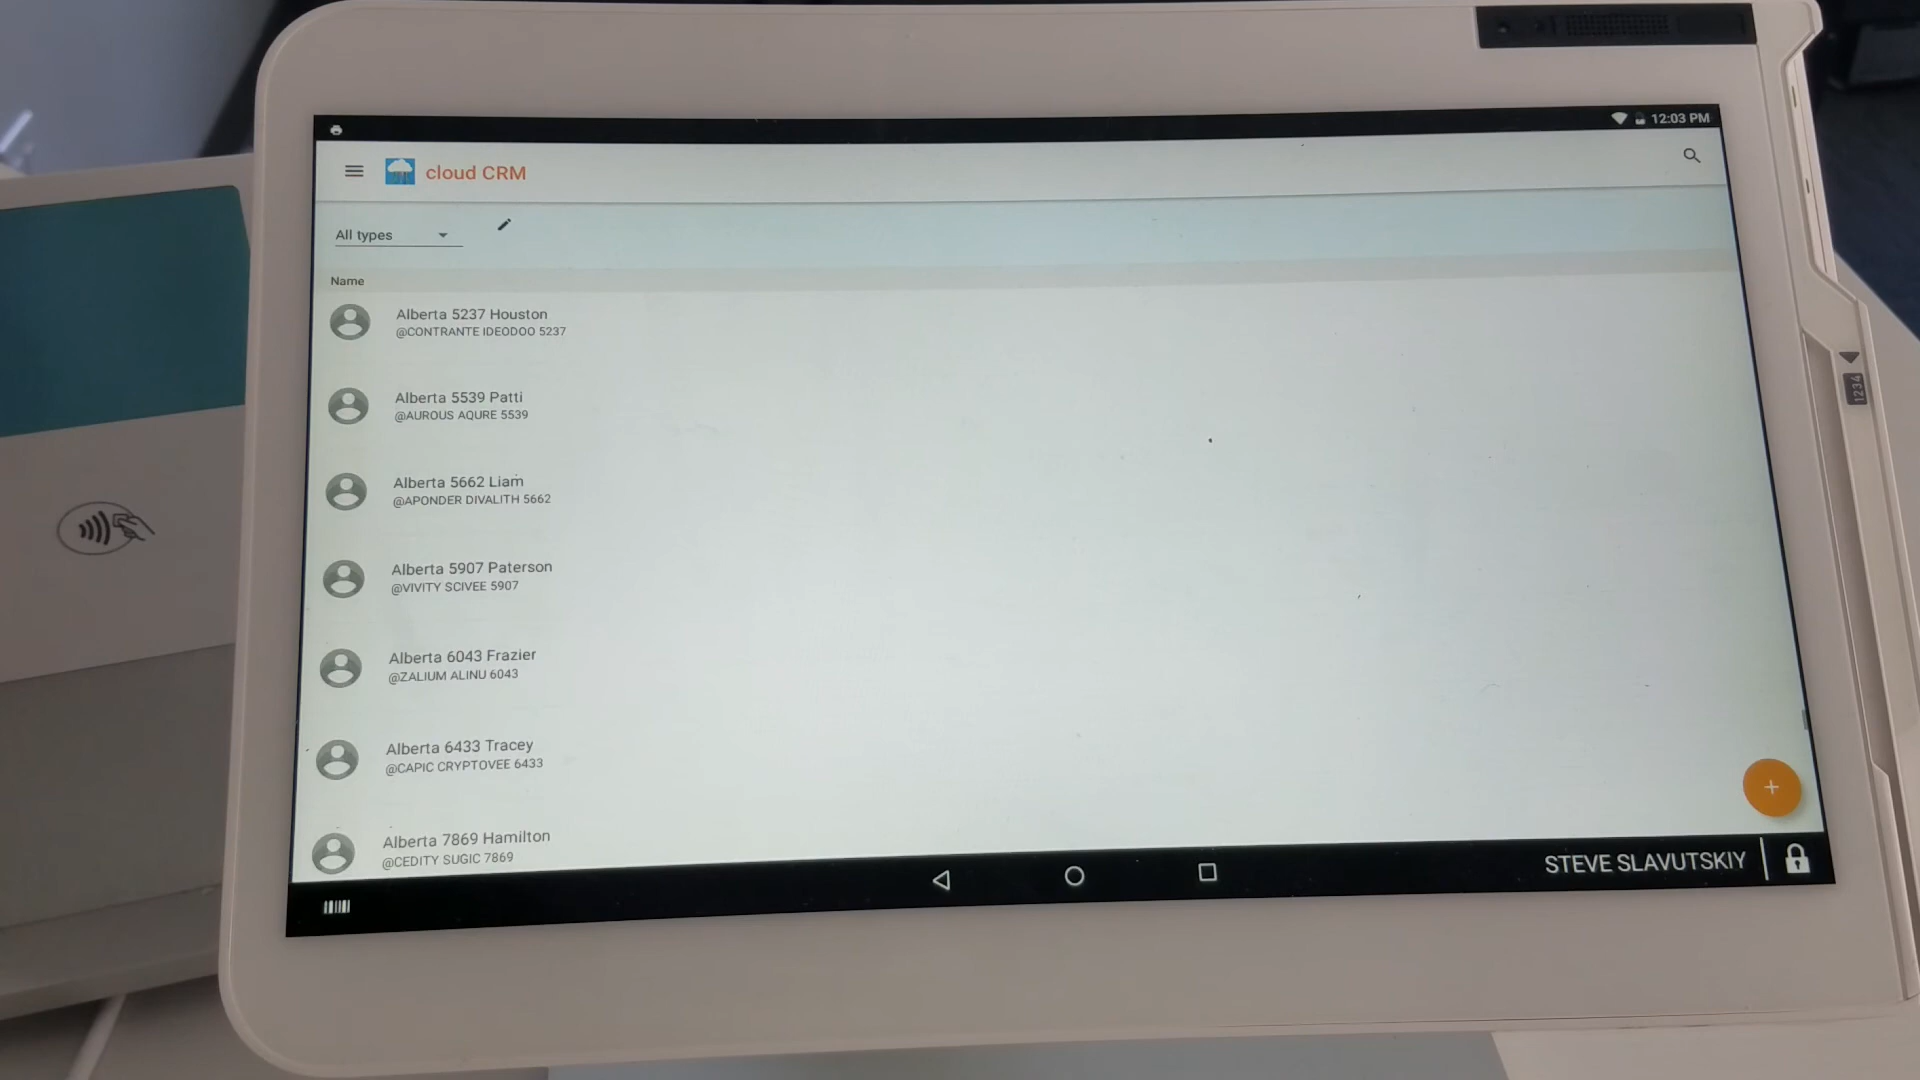 12:03 PM
cloud CRM
All types
Name
Alberta 5237 Houston
@CONTRANTE IDEODOO 5237
Alberta 5539 Patti
@AUROUS AQURE 5539
Alberta 5662 Liam
@APONDER DIVALITH 5662
Alberta 5907 Paterson
@VIVITY SCIVEE 5907
Alberta 6043 Frazier
@ZALIUM ALINU 6043
Alberta 6433 Tracey
@CAPIC CRYPTOVEE 6433
Alberta 7869 Hamilton
@CEDITY SUGIC 7869
STEVE SLAVUTSKIY
1234